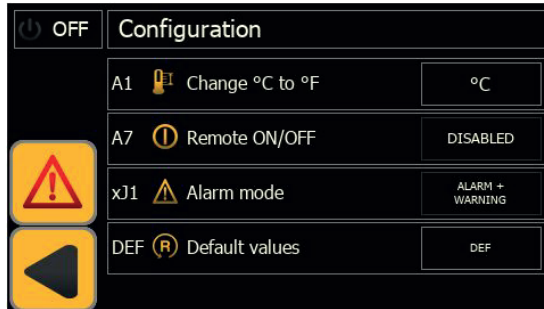 OFF Configuration
A1 Change °C to °F °C
A7 Remote ON/OFF DISABLED
xJ1 Alarm mode ALARM +
WARNING
DEF R Default values DEF